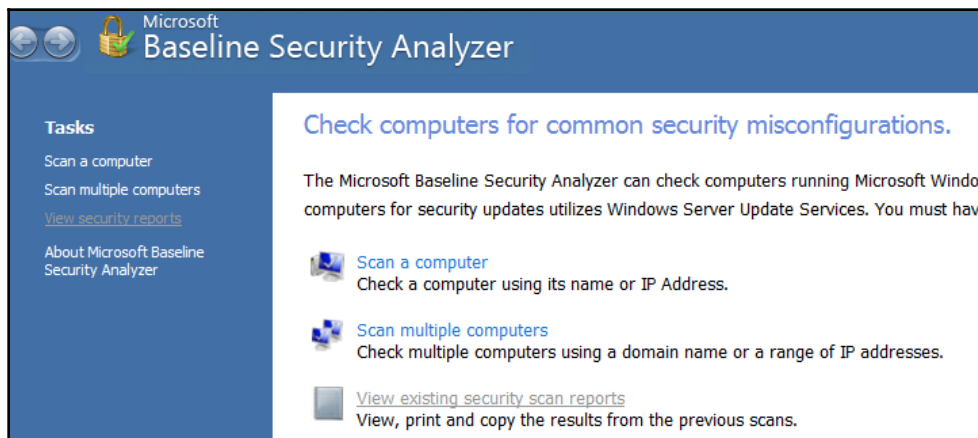 Microsoft
Baseline Security Analyzer
Tasks
Scan a computer
Scan multiple computers
View security reports
About Microsoft Baseline
Security Analyzer
Check computers for common security misconfigurations.
The Microsoft Baseline Security Analyzer can check computers running Microsoft Windo
computers for security updates utilizes Windows Server Update Services. You must hav
Scan a computer
Check a computer using its name or IP Address.
Scan multiple computers
Check multiple computers using a domain name or a range of IP addresses.
View existing security scan reports
View, print and copy the results from the previous scans.